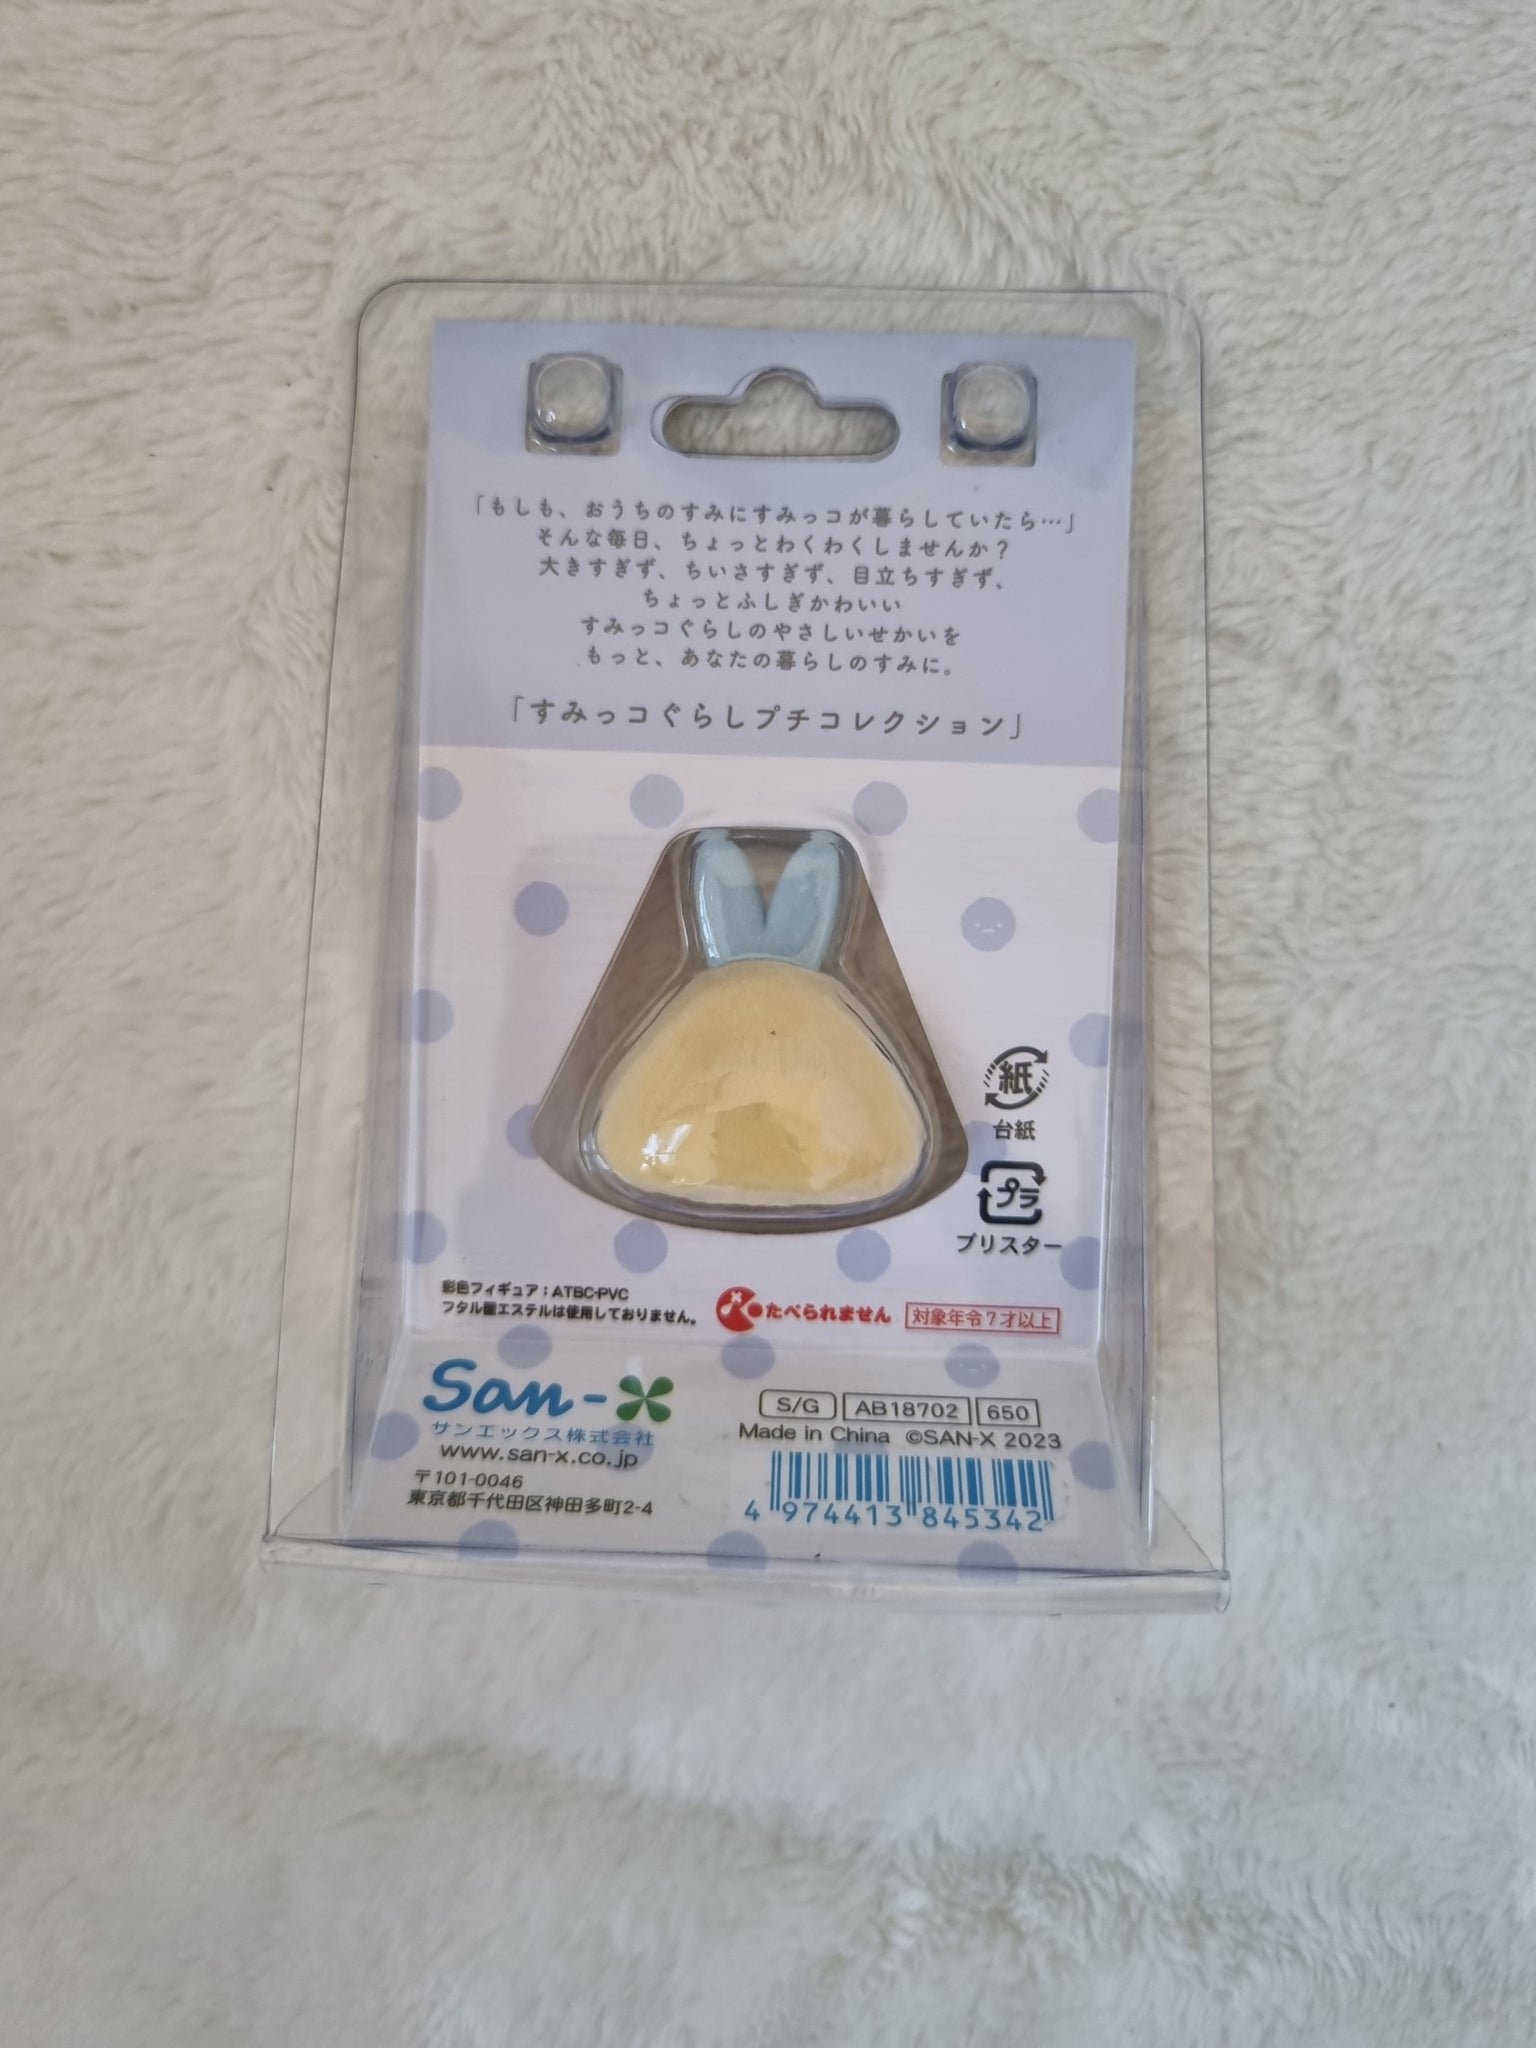 「もしも、おうちのすみにすみっコが暮らしていたら…」
そんな毎日、ちょっとわくわくしませんか？
大きすぎず、ちいさすぎず、目立ちすぎず、
ちょっとふしぎかわいい
すみっコぐらしのやさしいせかいを
もっと、あなたの暮らしのすみに。
「すみっコぐらしプチコレクション」
紙
台紙
プラ
ブリスター
彩色フィギュア：ATBC-PVC
フタル酸エステルは使用しておりません。
たべられません
対象年令7才以上
San-X
サンエックス株式会社
www.san-x.co.jp
〒101-0046
東京都千代田区神田多町2-4
S/G AB18702 650
Made in China ©SAN-X 2023
4 974413 845342